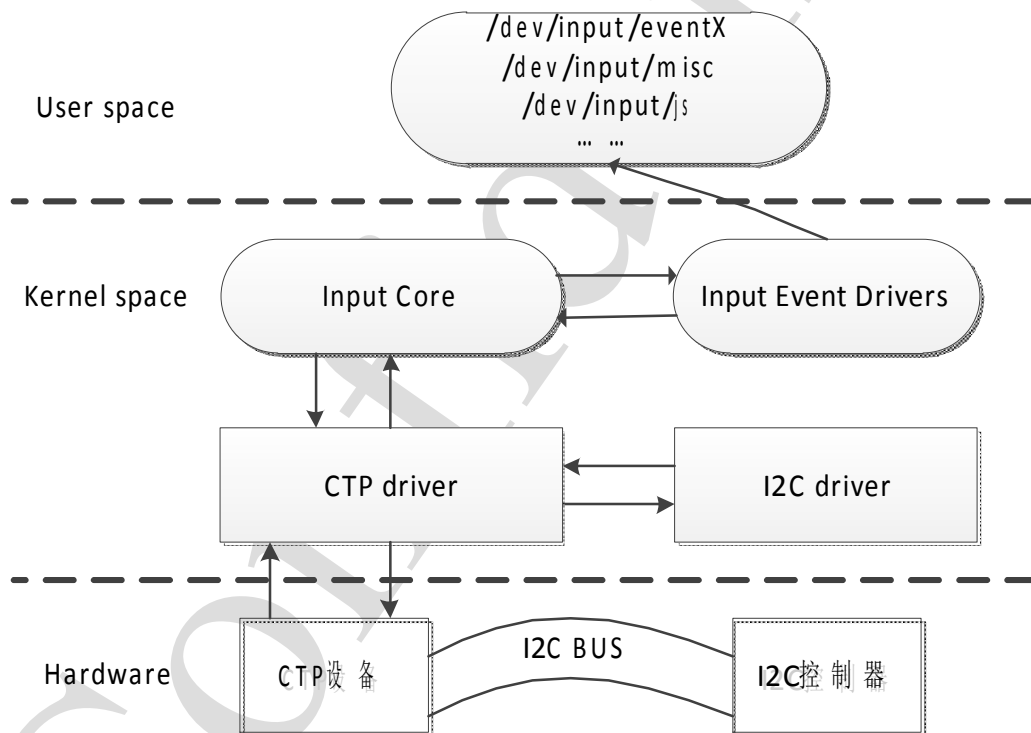 /dev/input/eventX
/dev/input/misc
/dev/input/js
... ...
User space
Kernel space
Input Core
Input Event Drivers
CTP driver
I2C driver
Hardware
CTP设备
I2C BUS
I2C控制器